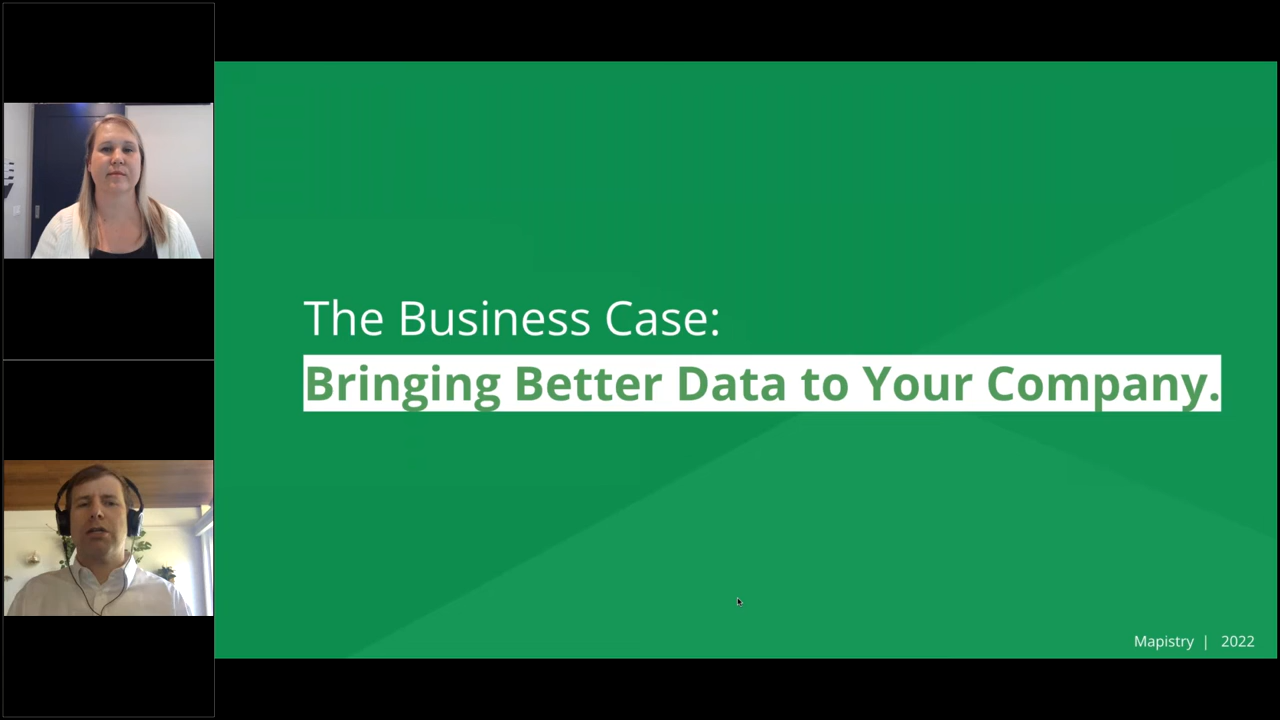 The Business Case:
Bringing Better Data to Your Company.
Mapistry | 2022